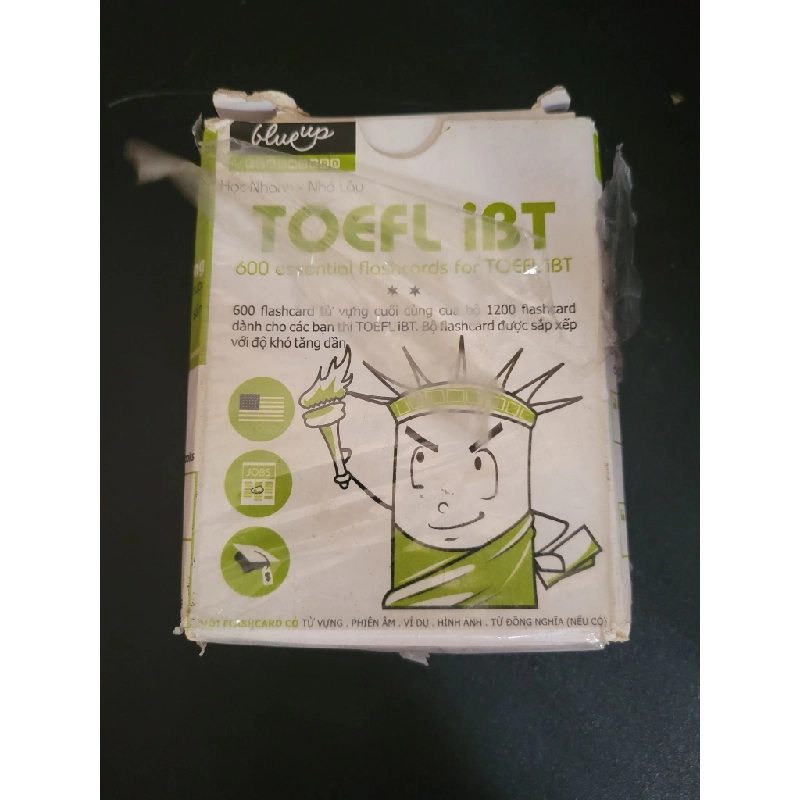 blueup
Học Nhanh - Nhớ Lâu
TOEFL iBT
600 essential flashcards for TOEFL iBT
600 flashcard từ vựng cuối cùng của bộ 1200 flashcard
dành cho các bạn thi TOEFL iBT. Bộ flashcard được sắp xếp
với độ khó tăng dần
JOBS
FLASHCARD CÓ TỪ VỰNG . PHIÊN ÂM . VÍ DỤ . HÌNH ẢNH . TỪ ĐỒNG NGHĨA (NẾU CÓ)